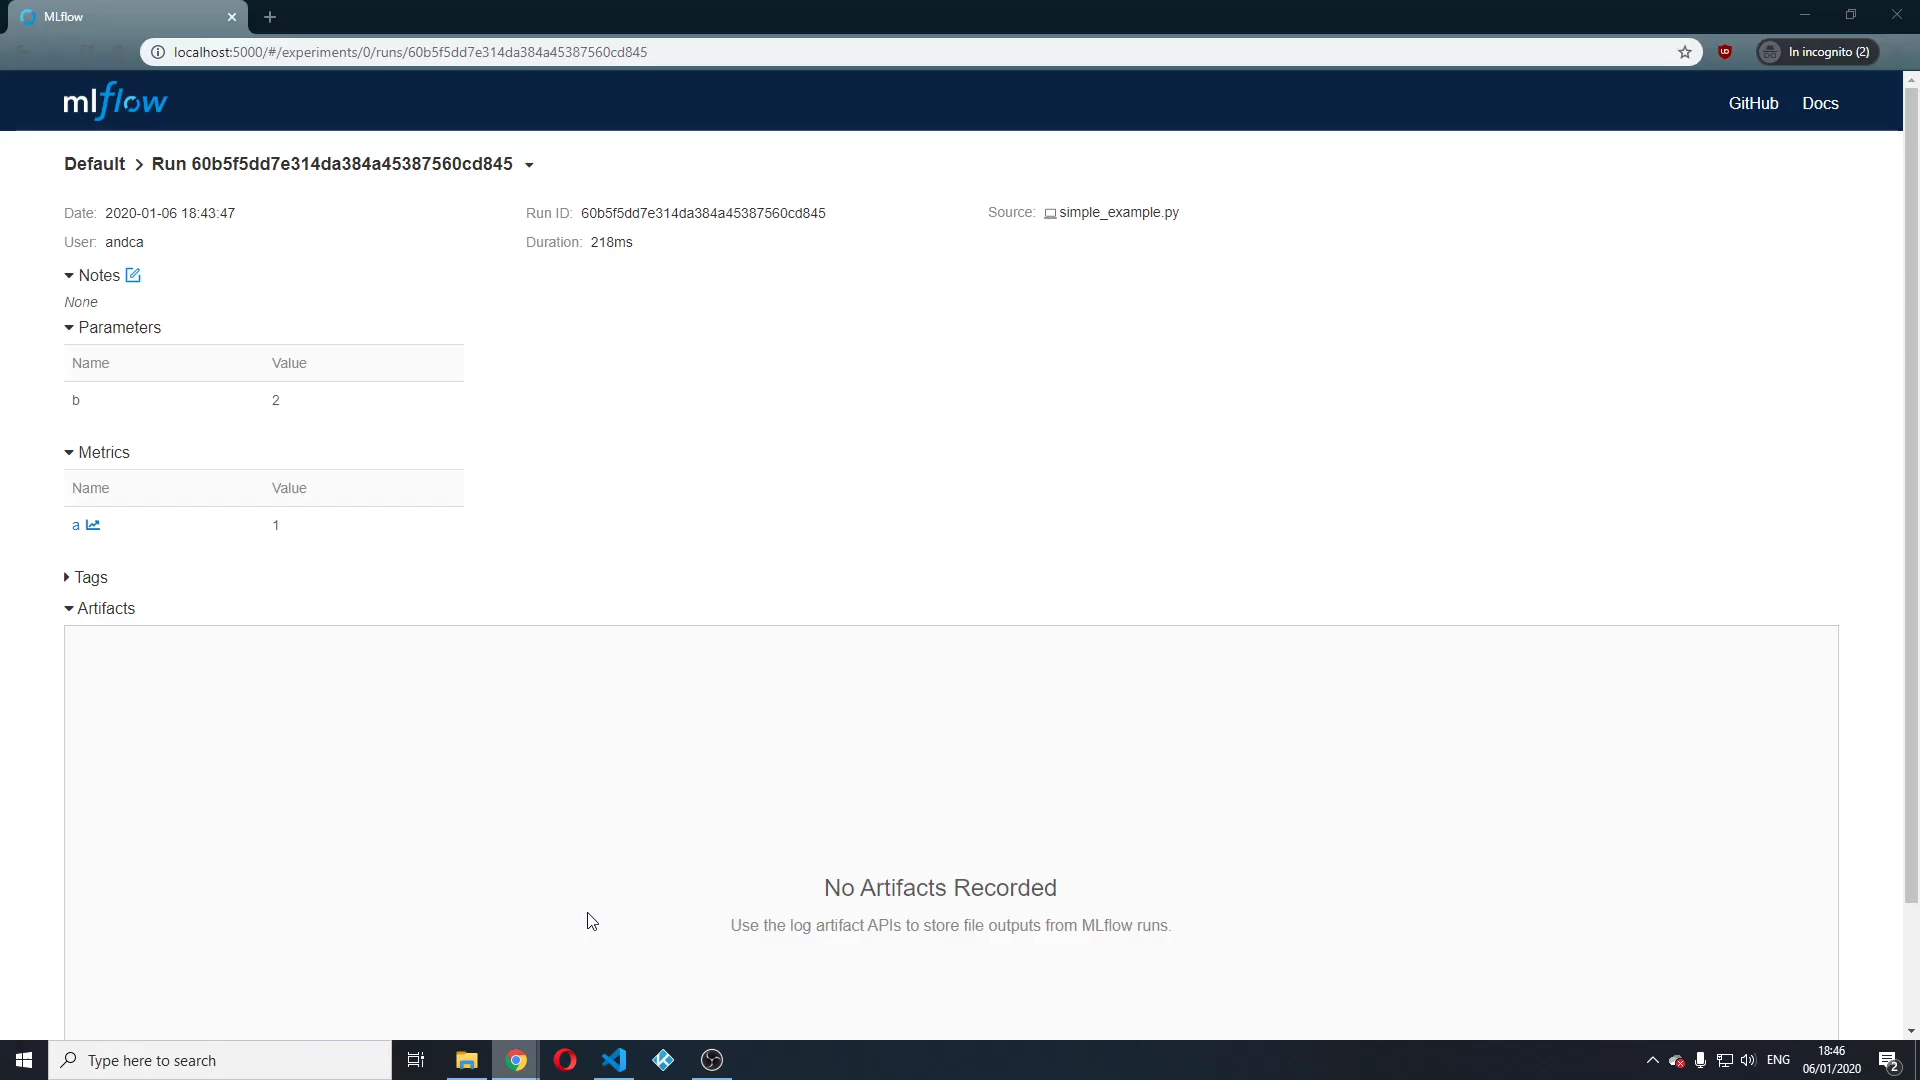 MLflow
localhost:5000/#/experiments/0/runs/60b5f5dd7e314da384a45387560cd845
In incognito (2)
mlflow
GitHub Docs
Default > Run 60b5f5dd7e314da384a45387560cd845
Date: 2020-01-06 18:43:47 Run ID: 60b5f5dd7e314da384a45387560cd845 Source: simple_example.py
User: andca Duration: 218ms
Notes
None
Parameters
Name Value
b 2
Metrics
Name Value
a 1
Tags
Artifacts
No Artifacts Recorded
Use the log artifact APIs to store file outputs from MLflow runs.
Type here to search
ENG
18:46
06/01/2020
2